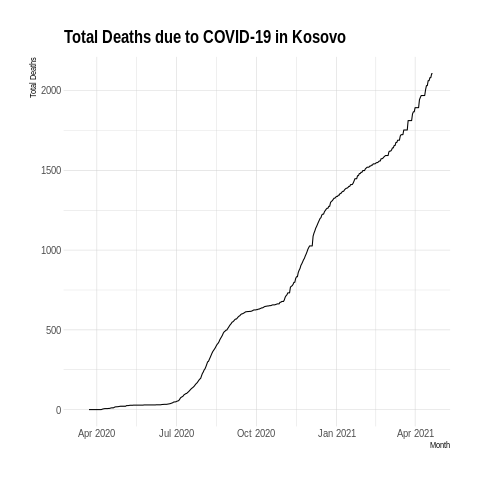 Total Deaths due to COVID-19 in Kosovo
Total Deaths
2000
1500
1000
500
0
Apr 2020 Jul 2020 Oct 2020 Jan 2021 Apr 2021
Month